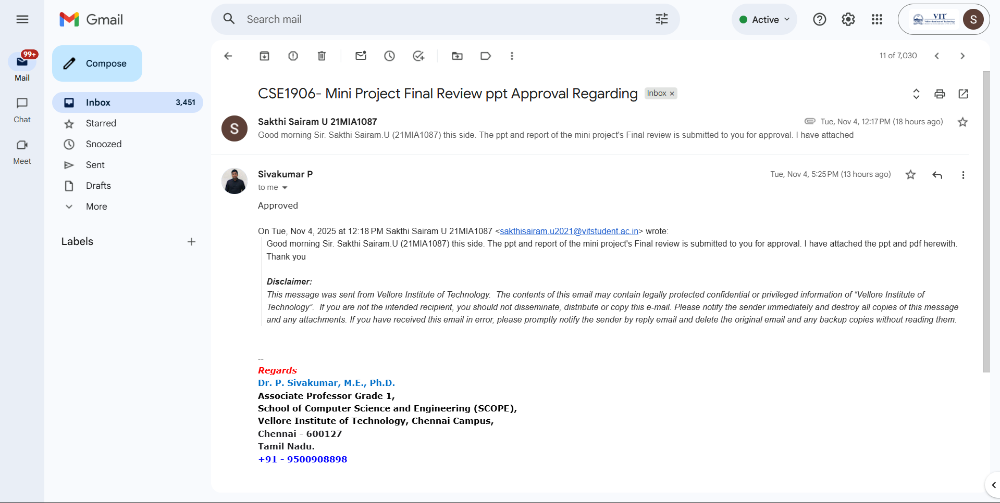 Gmail
Search mail
Active
VIT
Vellore Institute of Technology
S
99+
Mail
Chat
Meet
Compose
Inbox 3,451
Starred
Snoozed
Sent
Drafts
More
Labels
11 of 7,030
CSE1906- Mini Project Final Review ppt Approval Regarding
Inbox ×
S
Sakthi Sairam U 21MIA1087
Tue, Nov 4, 12:17 PM (18 hours ago)
Good morning Sir. Sakthi Sairam.U (21MIA1087) this side. The ppt and report of the mini project's Final review is submitted to you for approval. I have attached
Sivakumar P
Tue, Nov 4, 5:25 PM (13 hours ago)
to me
Approved
On Tue, Nov 4, 2025 at 12:18 PM Sakthi Sairam U 21MIA1087 <sakthisairam.u2021@vitstudent.ac.in> wrote:
Good morning Sir. Sakthi Sairam.U (21MIA1087) this side. The ppt and report of the mini project's Final review is submitted to you for approval. I have attached the ppt and pdf herewith.
Thank you
Disclaimer:
This message was sent from Vellore Institute of Technology.  The contents of this email may contain legally protected confidential or privileged information of “Vellore Institute of
Technology”.  If you are not the intended recipient, you should not disseminate, distribute or copy this e-mail. Please notify the sender immediately and destroy all copies of this message
and any attachments. If you have received this email in error, please promptly notify the sender by reply email and delete the original email and any backup copies without reading them.
--
Regards
Dr. P. Sivakumar, M.E., Ph.D.
Associate Professor Grade 1,
School of Computer Science and Engineering (SCOPE),
Vellore Institute of Technology, Chennai Campus,
Chennai - 600127
Tamil Nadu.
+91 - 9500908898